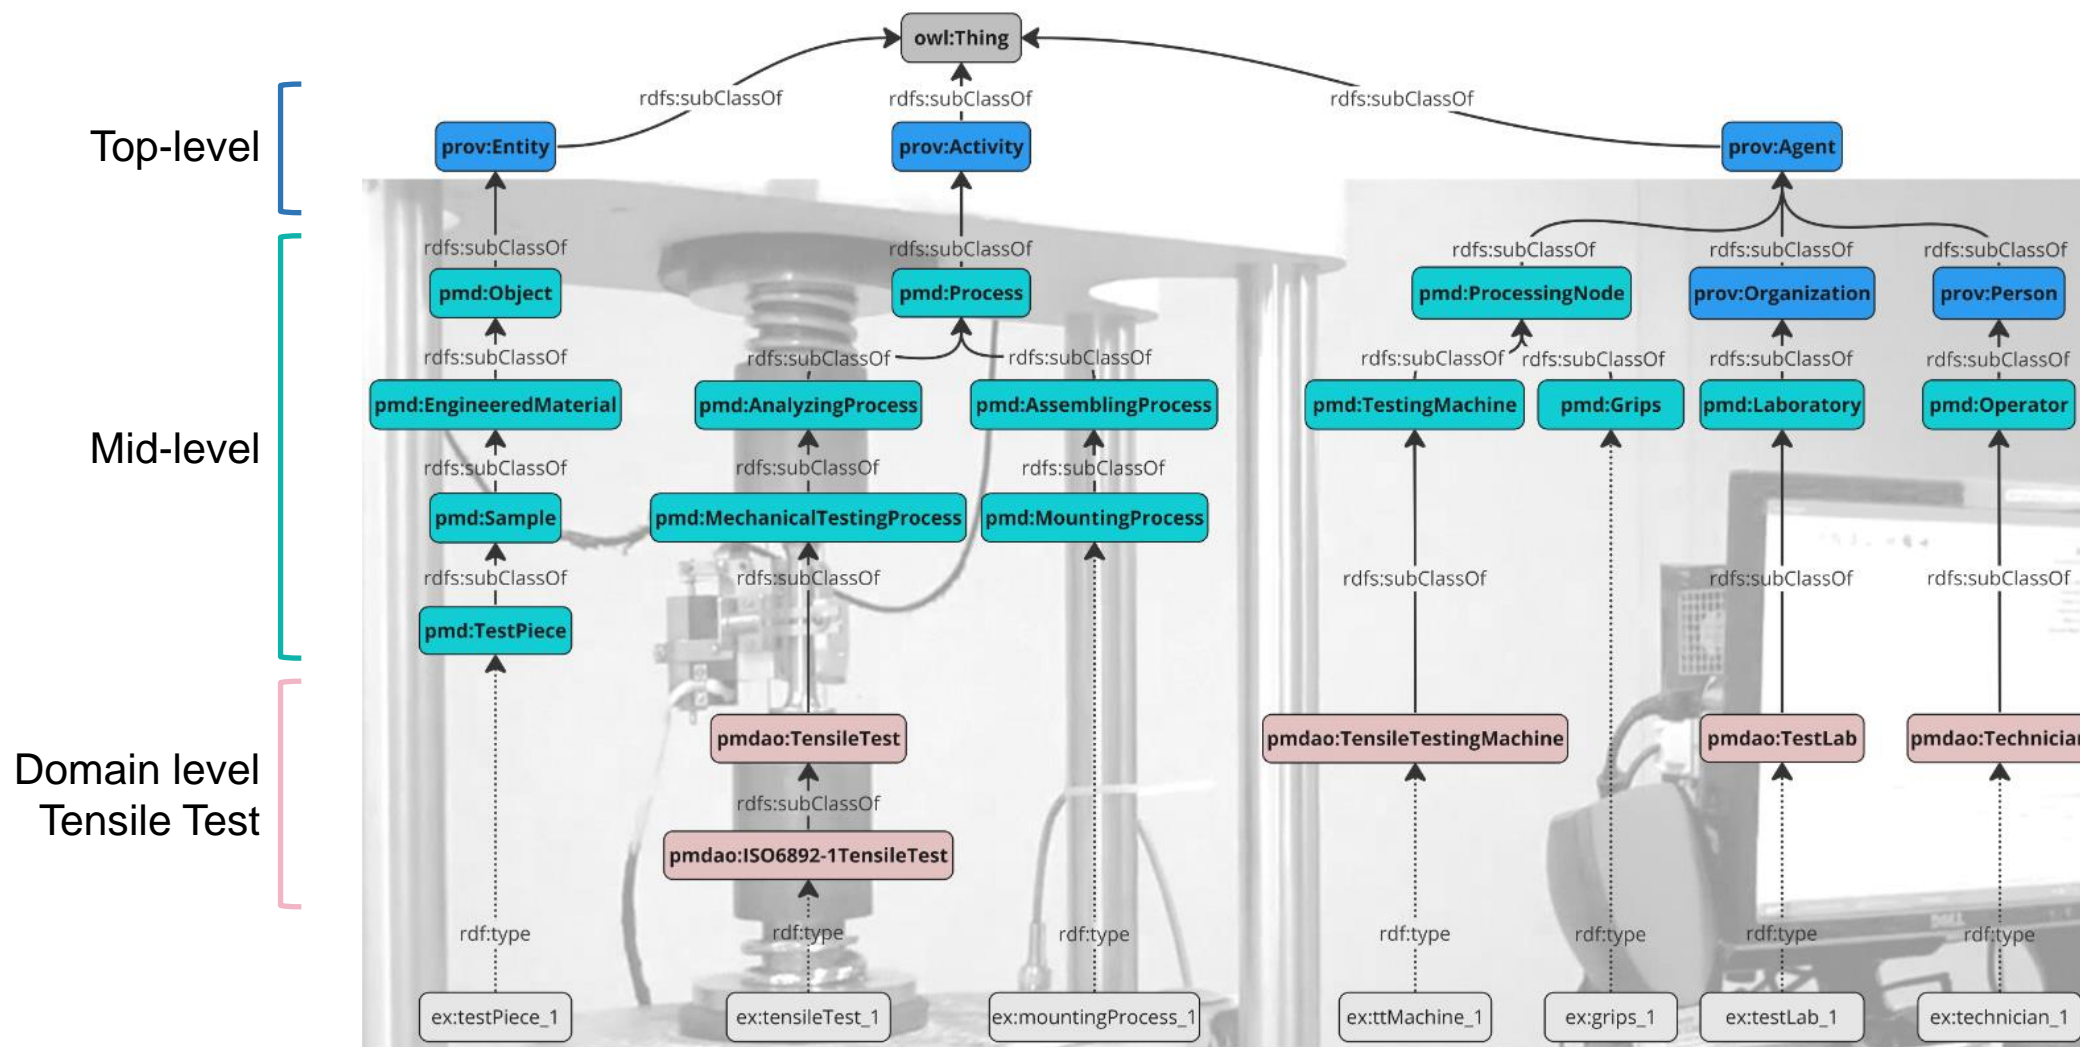 owl:Thing
rdfs:subClassOf rdfs:subClassOf rdfs:subClassOf
Top-level
prov:Entity prov:Activity prov:Agent
rdfs:subClassOf rdfs:subClassOf rdfs:subClassOf rdfs:subClassOf rdfs:subClassOf
pmd:Object pmd:Process pmd:ProcessingNode prov:Organization prov:Person
rdfs:subClassOf rdfs:subClassOf rdfs:subClassOf rdfs:subClassOf rdfs:subClassOf rdfs:subClassOf rdfs:subClassOf
pmd:EngineeredMaterial pmd:AnalyzingProcess pmd:AssemblingProcess pmd:TestingMachine pmd:Grips pmd:Laboratory pmd:Operator
Mid-level
rdfs:subClassOf rdfs:subClassOf rdfs:subClassOf
pmd:Sample pmd:MechanicalTestingProcess pmd:MountingProcess
rdfs:subClassOf rdfs:subClassOf rdfs:subClassOf rdfs:subClassOf rdfs:subClassOf
pmd:TestPiece
pmdao:TensileTest pmdao:TensileTestingMachine pmdao:TestLab pmdao:Technician
Domain level
Tensile Test
rdfs:subClassOf
pmdao:ISO6892-1TensileTest
DELL
rdf:type rdf:type rdf:type rdf:type rdf:type rdf:type rdf:type
ex:testPiece_1 ex:tensileTest_1 ex:mountingProcess_1 ex:ttMachine_1 ex:grips_1 ex:testLab_1 ex:technician_1